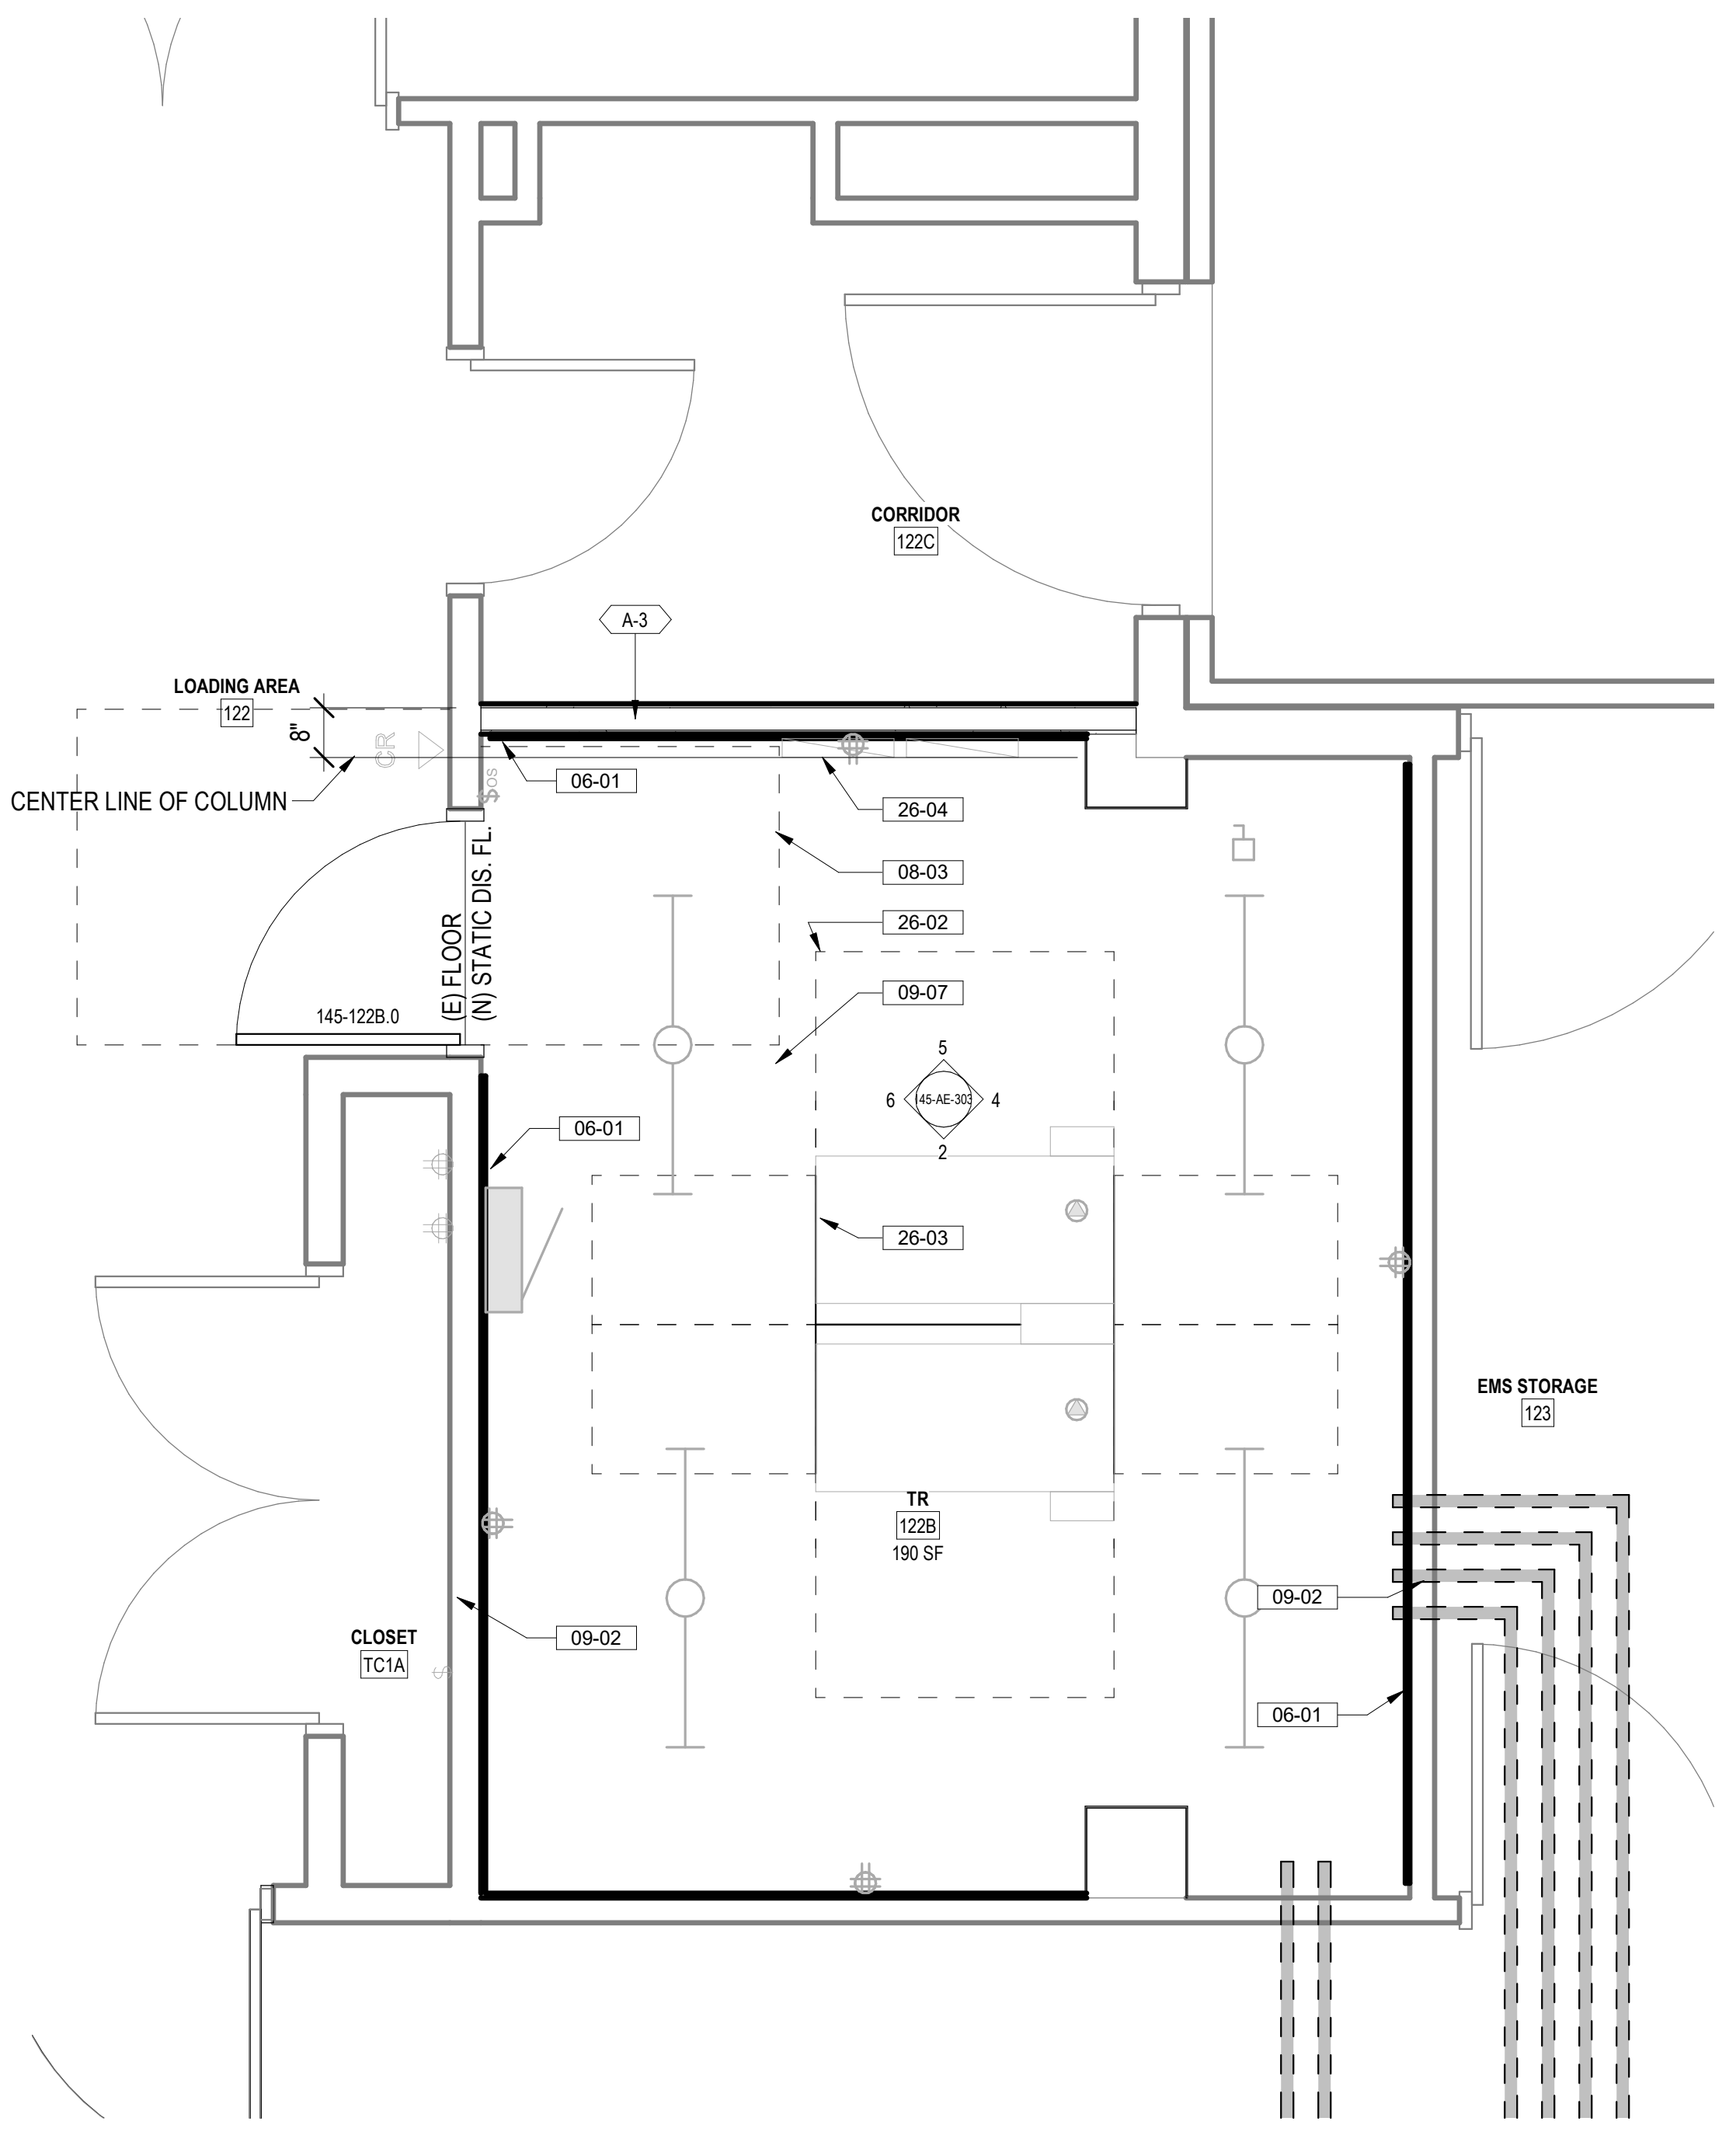 CORRIDOR
122C
A-3
LOADING AREA
122
8"
CR
06-01
$os
CENTER LINE OF COLUMN
26-04
08-03
26-02
(E) FLOOR
(N) STATIC DIS. FL.
09-07
145-122B.0
5
6
45-AE-303
4
2
06-01
26-03
EMS STORAGE
123
TR
122B
190 SF
09-02
CLOSET
TC1A
09-02
S
06-01